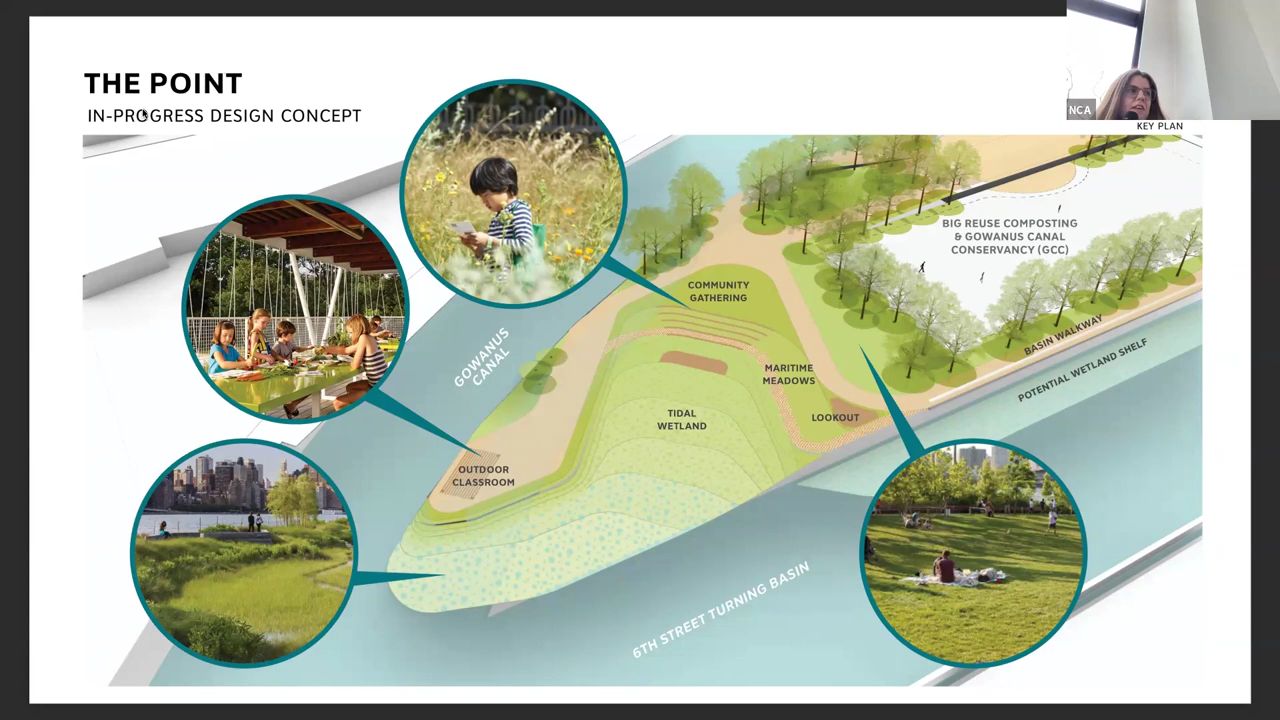 THE POINT
IN-PROGRESS DESIGN CONCEPT
NCA
KEY PLAN
BIG REUSE COMPOSTING
& GOWANUS CANAL
CONSERVANCY (GCC)
COMMUNITY
GATHERING
GOWANUS
CANAL
BASIN WALKWAY
POTENTIAL WETLAND SHELF
MARITIME
MEADOWS
TIDAL
WETLAND
LOOKOUT
OUTDOOR
CLASSROOM
6TH STREET TURNING BASIN